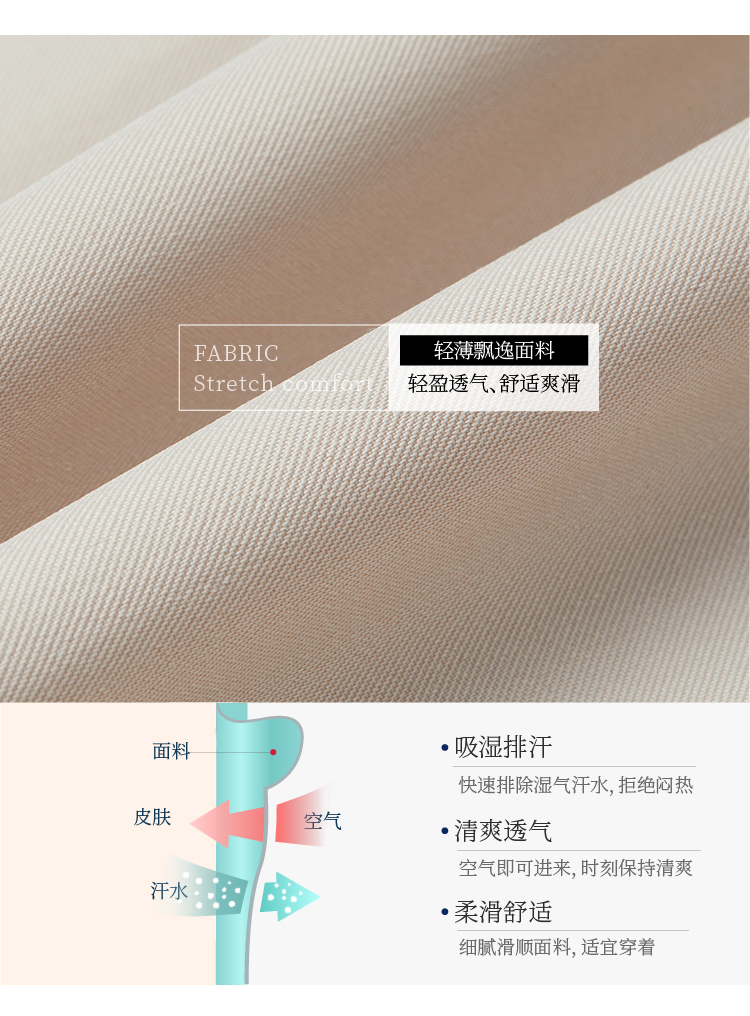 FABRIC
Stretch comfort
轻薄飘逸面料
轻盈透气、舒适爽滑
面料
皮肤
空气
汗水
•吸湿排汗
快速排除湿气汗水, 拒绝闷热
•清爽透气
空气即可进来, 时刻保持清爽
•柔滑舒适
细腻滑顺面料, 适宜穿着